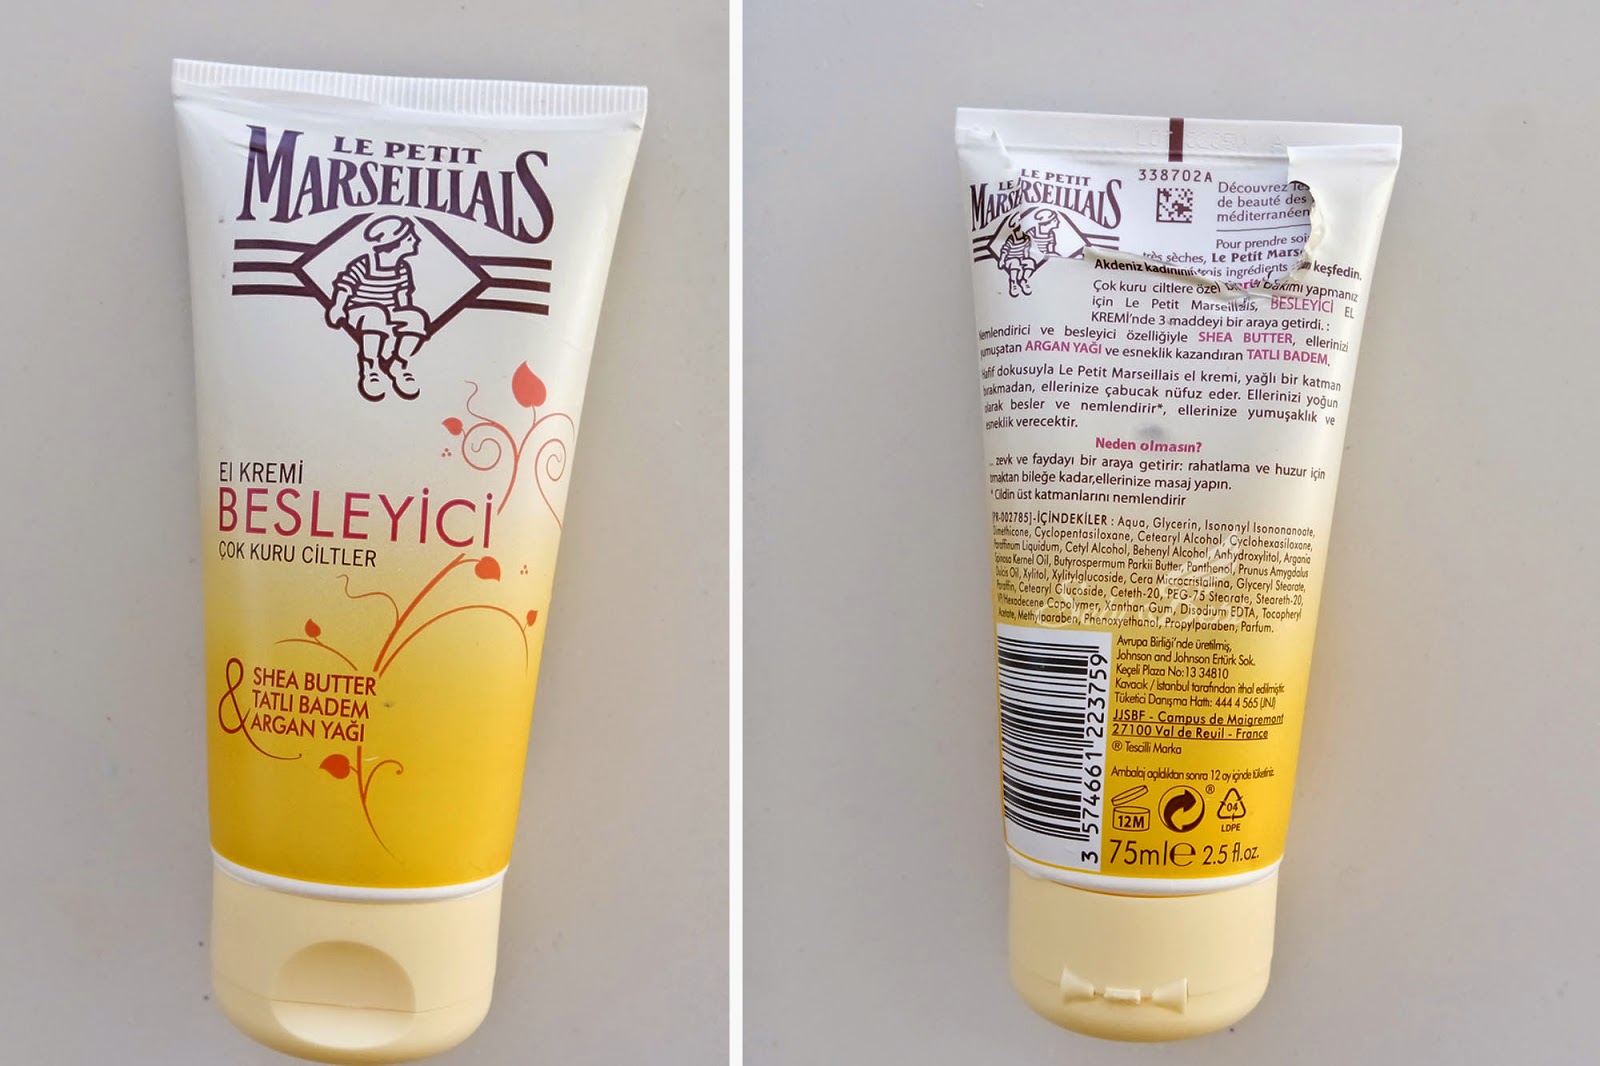 LE PETIT
MARSEILLAIS
El KREMİ
BESLEYİCİ
ÇOK KURU CİLTLER
& SHEA BUTTER
TATLI BADEM
ARGAN YAĞI
338702A
LE PETIT
MARSEILLAIS
Découvrez les
de beauté des
méditerranéen
Pour prendre soi
très sèches, Le Petit Mars
trois ingrédients
Akdeniz kadınının keşfedin.
Çok kuru ciltlere özel bakımı yapmanız
için Le Petit Marseillais, BESLEYİCİ EL
KREMİ'nde 3 maddeyi bir araya getirdi. :
Nemlendirici ve besleyici özelliğiyle SHEA BUTTER, ellerinizi
yumuşatan ARGAN YAĞI ve esneklik kazandıran TATLI BADEM.
Hafif dokusuyla Le Petit Marseillais el kremi, yağlı bir katman
bırakmadan, ellerinize çabucak nüfuz eder. Ellerinizi yoğun
olarak besler ve nemlendirir*, ellerinize yumuşaklık ve
esneklik verecektir.
Neden olmasın?
... zevk ve faydayı bir araya getirir: rahatlama ve huzur için
tırnaktan bileğe kadar,ellerinize masaj yapın.
* Cildin üst katmanlarını nemlendirir
[PR-002785]-İÇİNDEKİLER : Aqua, Glycerin, Isononyl Isononanoate,
Dimethicone, Cyclopentasiloxane, Cetearyl Alcohol, Cyclohexasiloxane,
Paraffinum Liquidum, Cetyl Alcohol, Behenyl Alcohol, Anhydroxylitol, Argania
Spinosa Kernel Oil, Butyrospermum Parkii Butter, Panthenol, Prunus Amygdalus
Dulcis Oil, Xylitol, Xylitylglucoside, Cera Microcristallina, Glyceryl Stearate,
Paraffin, Cetearyl Glucoside, Ceteth-20, PEG-75 Stearate, Steareth-20,
VP/Hexadecene Copolymer, Xanthan Gum, Disodium EDTA, Tocopheryl
Acetate, Methylparaben, Phenoxyethanol, Propylparaben, Parfum.
Avrupa Birliği'nde üretilmiş,
Johnson and Johnson Ertürk Sok.
Keçeli Plaza No:13 34810
Kavacık / İstanbul tarafından ithal edilmiştir.
Tüketici Danışma Hattı: 444 4 565 (JNJ)
JJSBF - Campus de Maigremont
27100 Val de Reuil - France
® Tescilli Marka
Ambalaj açıldıktan sonra 12 ay içinde tüketiniz.
12M
®
04
LDPE
75ml e 2.5 fl.oz.
3 574661 223759